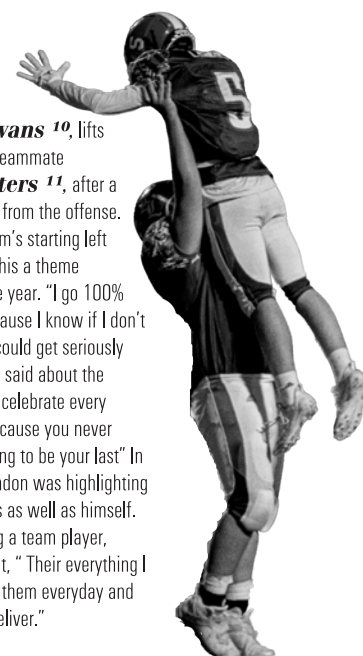 wans 10, lifts
eammate
ters 11, after a
from the offense.
m's starting left
his a theme
e year. "I go 100%
ause I know if I don't
could get seriously
said about the
celebrate every
cause you never
ng to be your last" In
ndon was highlighting
s as well as himself.
g a team player,
t, " Their everything I
them everyday and
eliver."
5
S